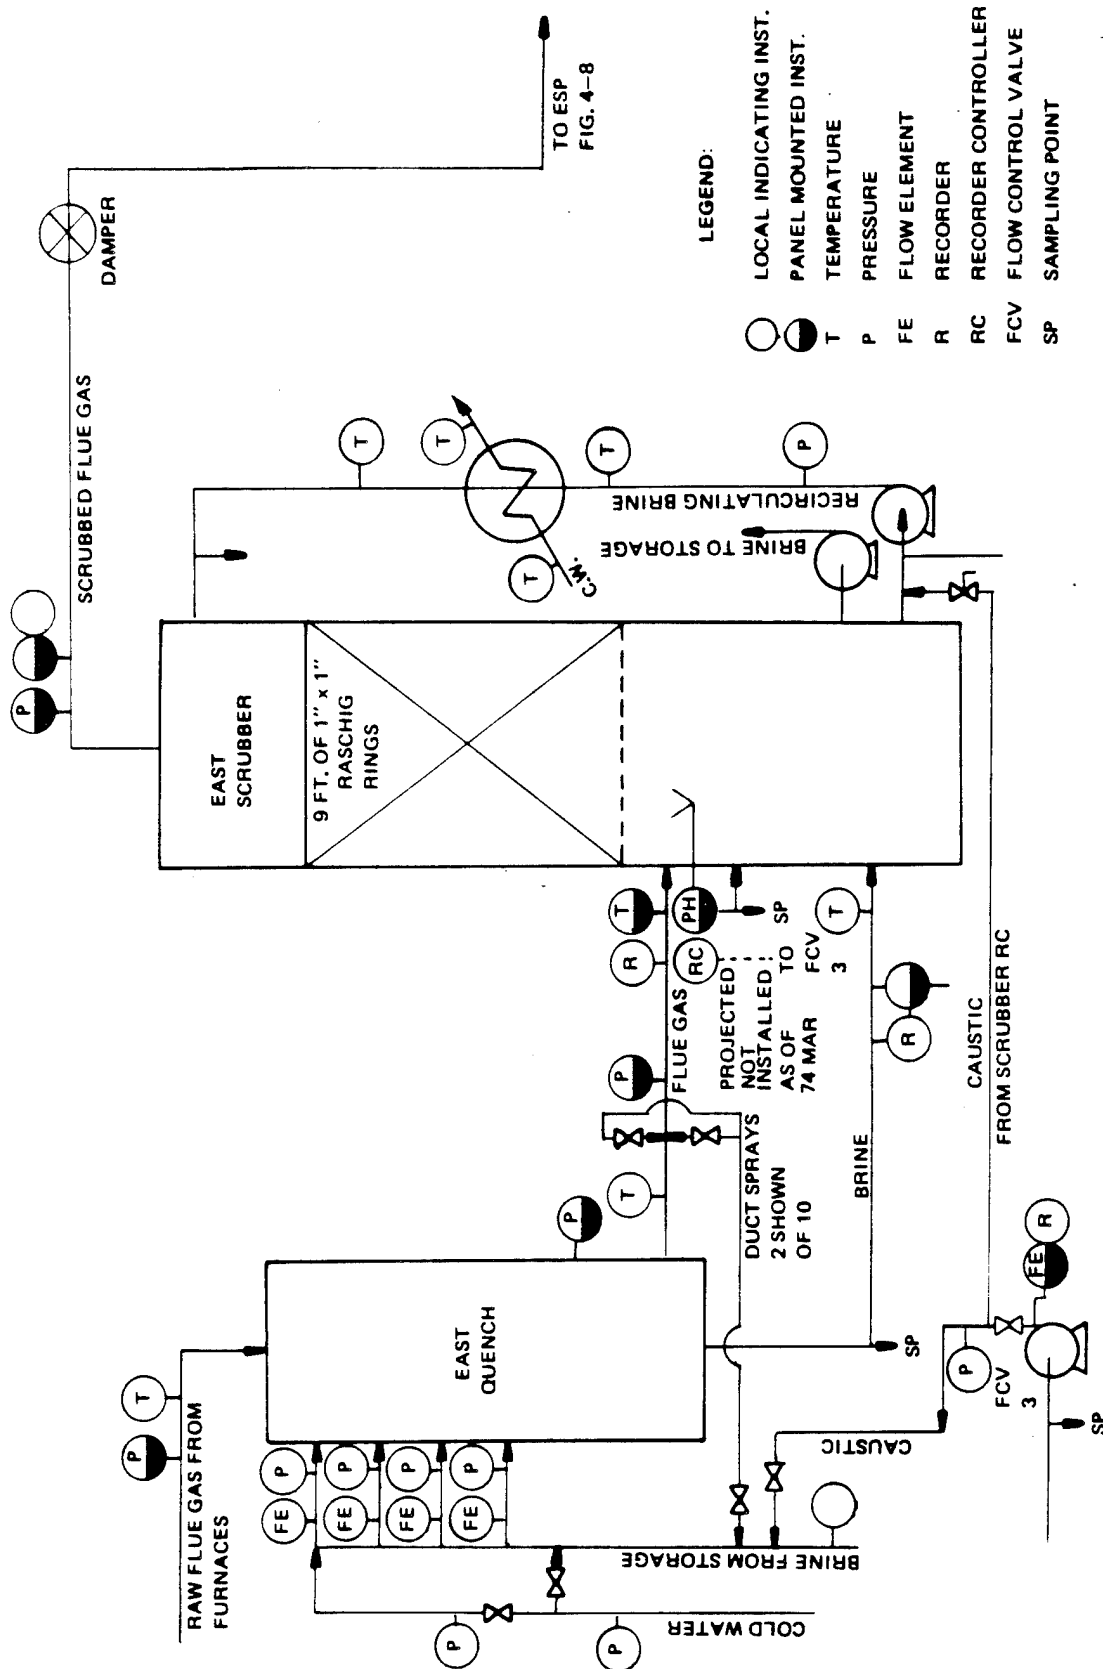 RAW FLUE GAS FROM
FURNACES
P
T
FE
P
FE
P
FE
P
FE
P
P
P
COLD WATER
BRINE FROM STORAGE
EAST
QUENCH
P
T
DUCT SPRAYS
2 SHOWN
OF 10
P
FLUE GAS
R
T
RC
PH
SP
PROJECTED
NOT
INSTALLED
AS OF
74 MAR
TO
FCV
3
T
R
BRINE
SP
CAUSTIC
P
FCV
3
FE
R
SP
CAUSTIC
FROM SCRUBBER RC
EAST
SCRUBBER
9 FT. OF 1" x 1"
RASCHIG
RINGS
P
SCRUBBED FLUE GAS
DAMPER
TO ESP
FIG. 4-8
T
T
T
T
C.W.
P
RECIRCULATING BRINE
BRINE TO STORAGE
LEGEND:
LOCAL INDICATING INST.
PANEL MOUNTED INST.
T TEMPERATURE
P PRESSURE
FE FLOW ELEMENT
R RECORDER
RC RECORDER CONTROLLER
FCV FLOW CONTROL VALVE
SP SAMPLING POINT